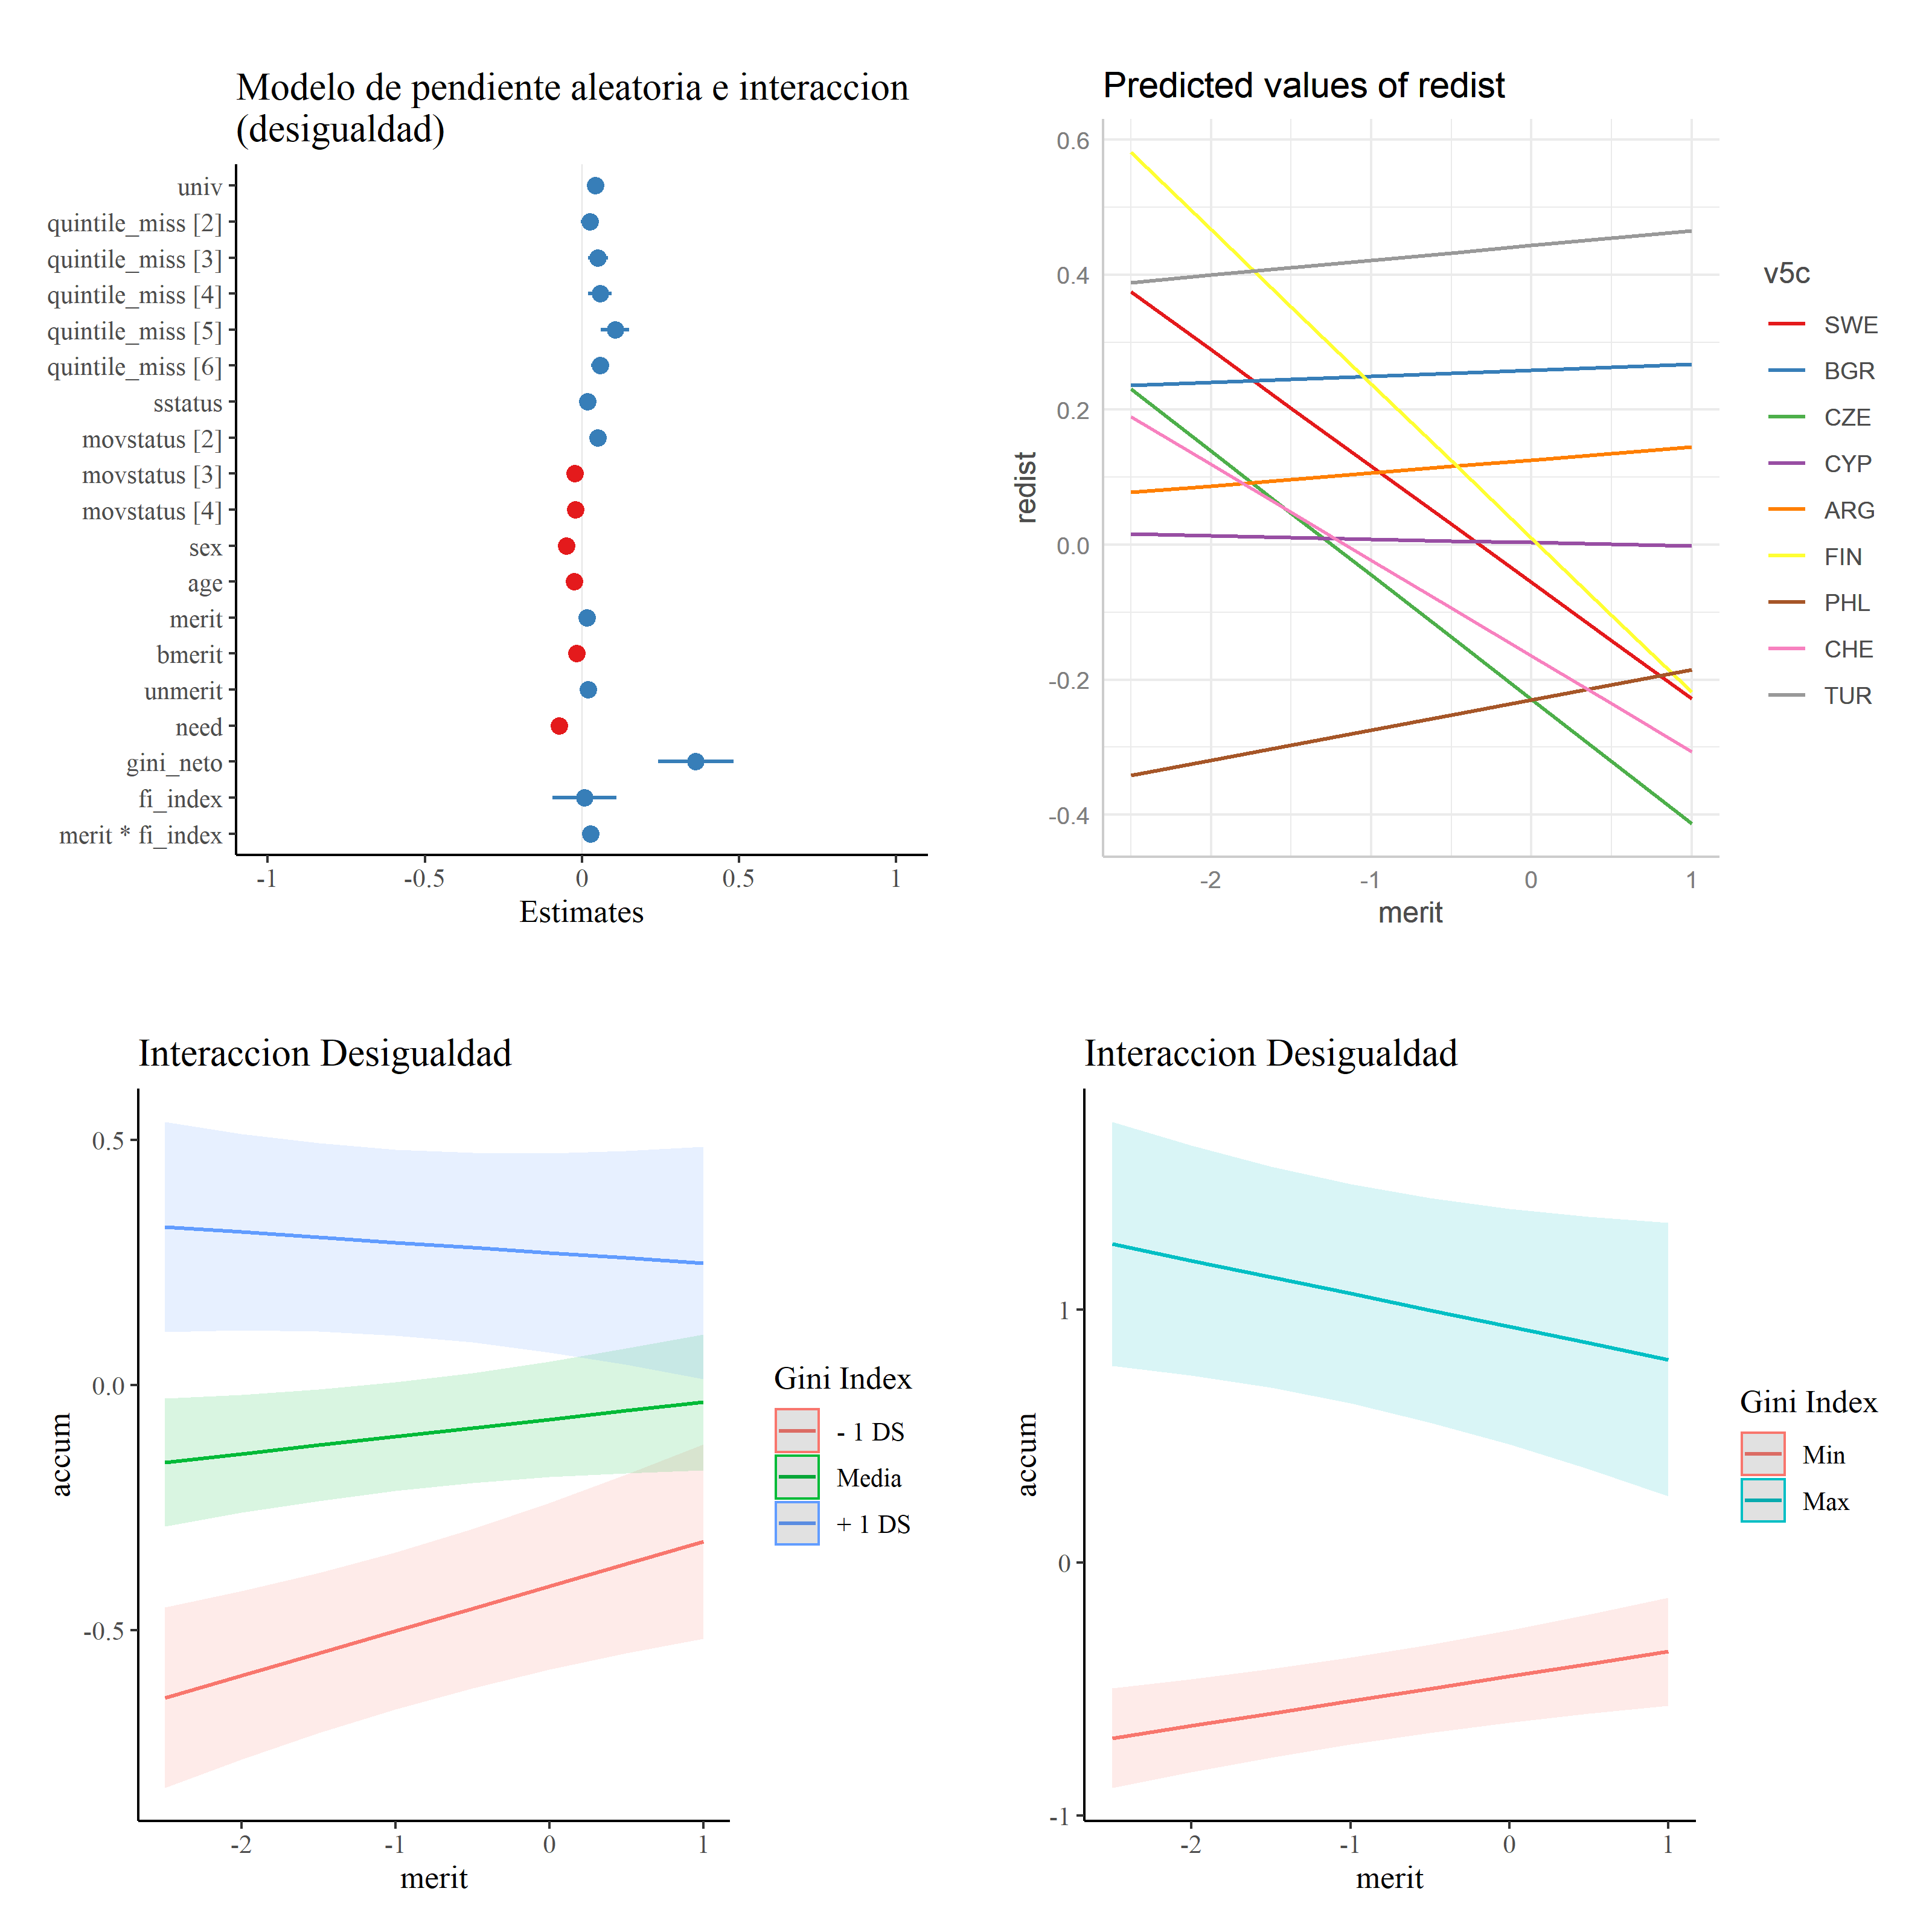 Modelo de pendiente aleatoria e interaccion
(desigualdad)
univ
quintile_miss [2]
quintile_miss [3]
quintile_miss [4]
quintile_miss [5]
quintile_miss [6]
sstatus
movstatus [2]
movstatus [3]
movstatus [4]
sex
age
merit
bmerit
unmerit
need
gini_neto
fi_index
merit * fi_index
-1
-0.5
0
0.5
1
Estimates
Predicted values of redist
0.6
0.4
0.2
0.0
-0.2
-0.4
redist
-2
-1
0
1
merit
v5c
SWE
BGR
CZE
CYP
ARG
FIN
PHL
CHE
TUR
Interaccion Desigualdad
0.5
0.0
-0.5
accum
-2
-1
0
1
merit
Gini Index
- 1 DS
Media
+ 1 DS
Interaccion Desigualdad
1
0
-1
accum
-2
-1
0
1
merit
Gini Index
Min
Max